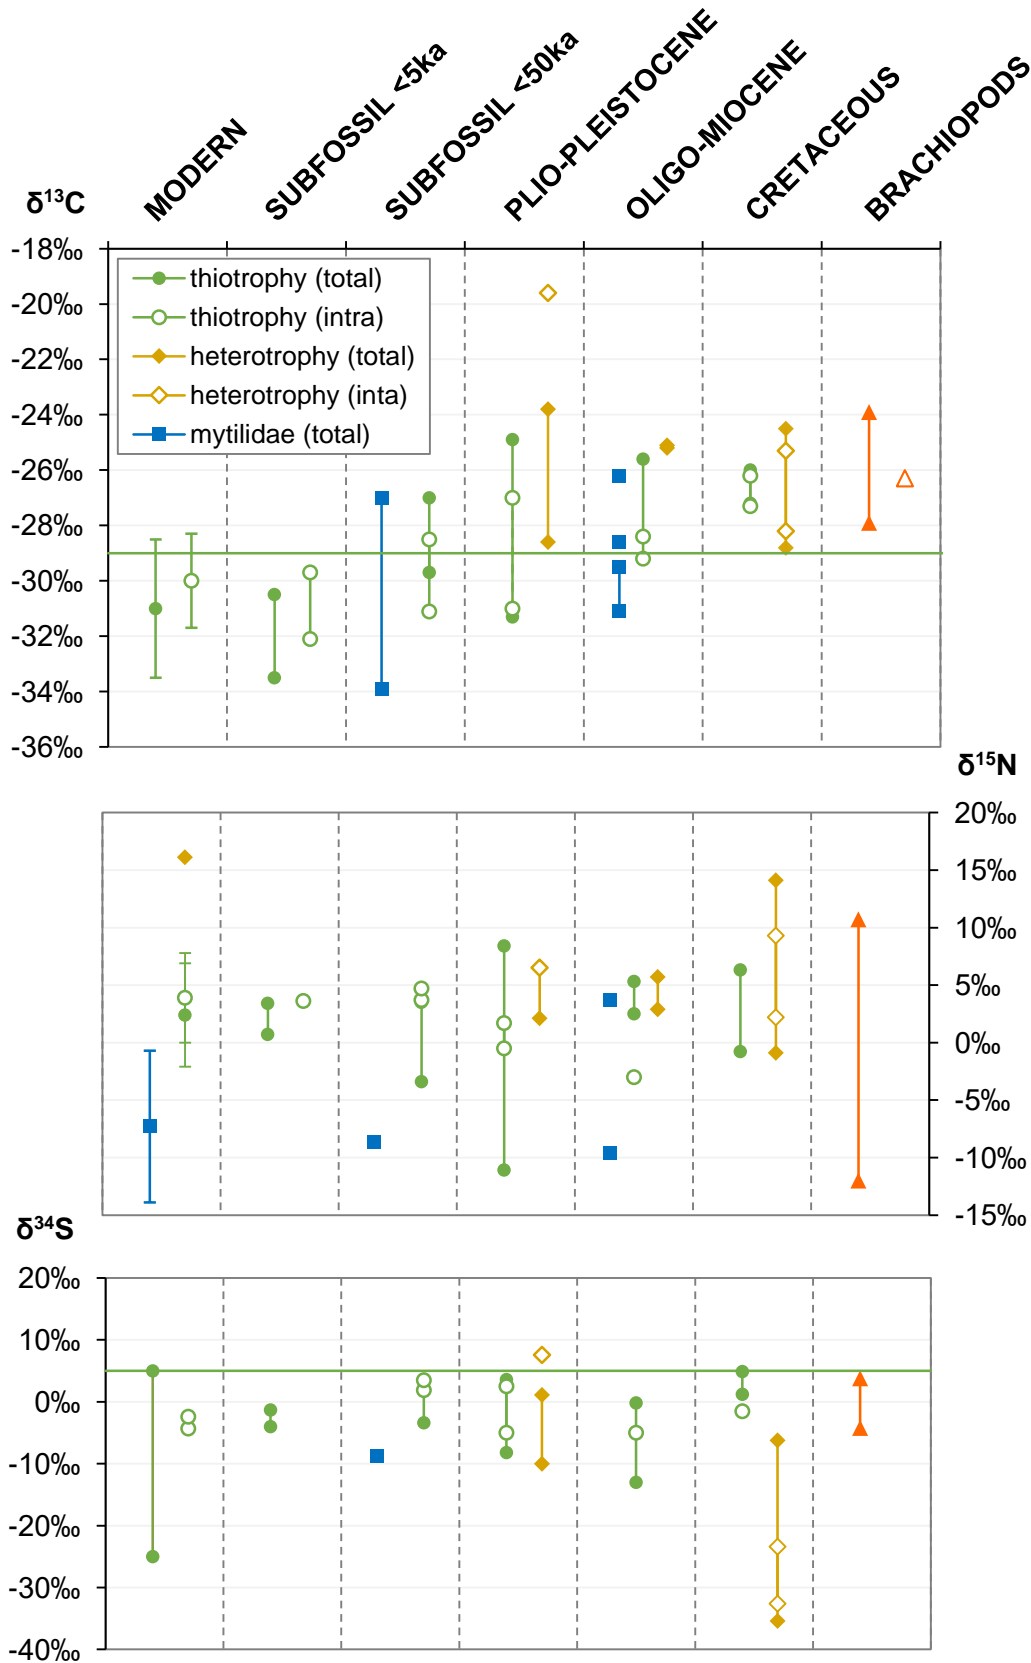 MODERN
SUBFOSSIL <5ka
SUBFOSSIL <50ka
PLIO-PLEISTOCENE
OLIGO-MIOCENE
CRETACEOUS
BRACHIOPODS
δ¹³C
-18‰
-20‰
-22‰
-24‰
-26‰
-28‰
-30‰
-32‰
-34‰
-36‰
thiotrophy (total)
thiotrophy (intra)
heterotrophy (total)
heterotrophy (inta)
mytilidae (total)
δ¹⁵N
20‰
15‰
10‰
5‰
0‰
-5‰
-10‰
-15‰
δ³⁴S
20‰
10‰
0‰
-10‰
-20‰
-30‰
-40‰